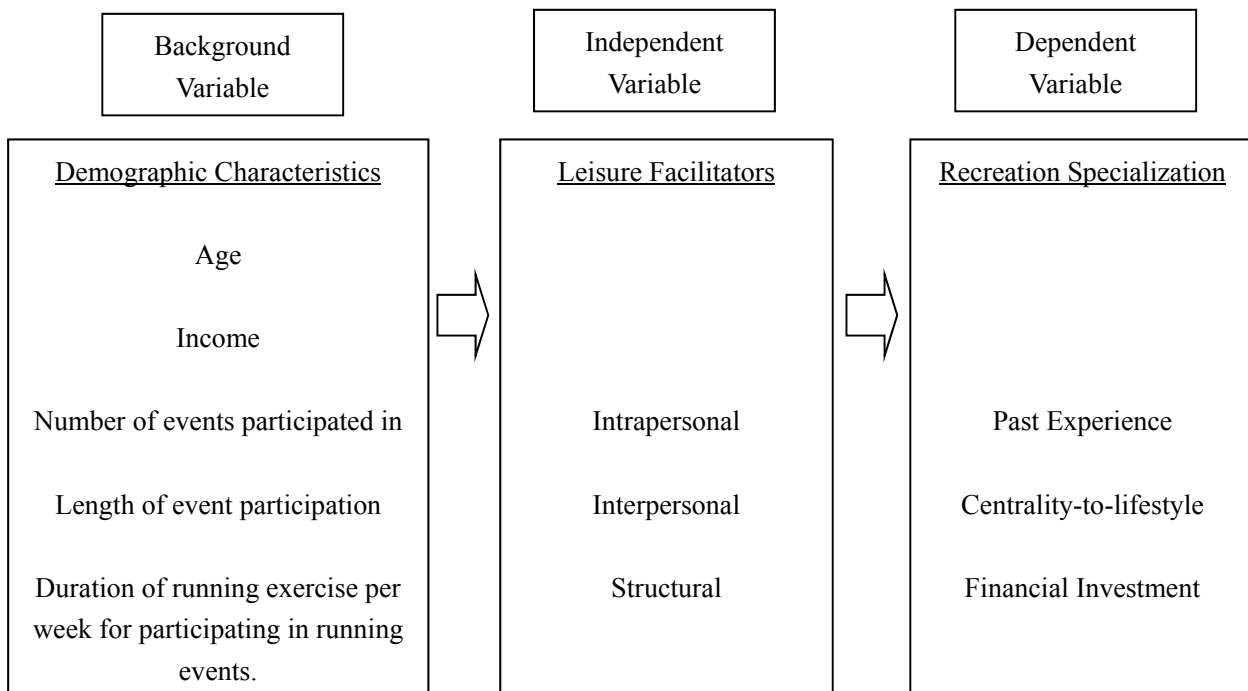 Background
Variable
Independent
Variable
Dependent
Variable
Demographic Characteristics
Age
Income
Number of events participated in
Length of event participation
Duration of running exercise per
week for participating in running
events.
Leisure Facilitators
Intrapersonal
Interpersonal
Structural
Recreation Specialization
Past Experience
Centrality-to-lifestyle
Financial Investment